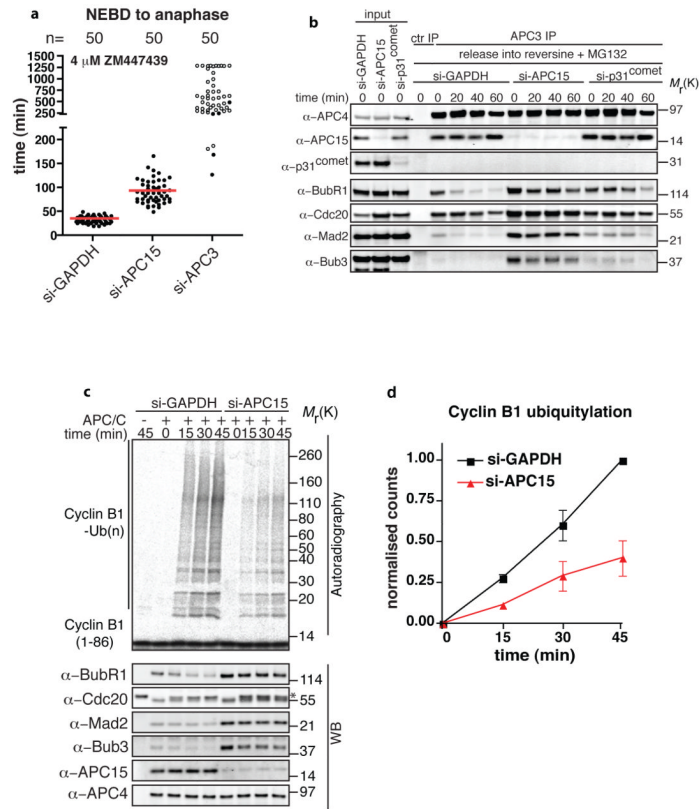 a
NEBD to anaphase
n= 50 50 50
4 μM ZM447439
1500
1250
1000
750
500
250
200
150
100
50
0
time (min)
si-GAPDH
si-APC15
si-APC3
b
input
ctr IP
APC3 IP
si-GAPDH
si-APC15
si-p31comet
release into reversine + MG132
si-GAPDH si-APC15 si-p31comet
Mr(K)
time (min) 0 0 0 0 0 20 40 60 0 20 40 60 0 20 40 60
α-APC4 97
α-APC15 14
α-p31comet 31
α-BubR1 114
α-Cdc20 55
α-Mad2 21
α-Bub3 37
c
si-GAPDH si-APC15
Mr(K)
APC/C - + + + + + + + +
time (min) 45 0 15 30 45 0 15 30 45
260
160
110
80
60
50
40
30
20
14
Cyclin B1
-Ub(n)
Cyclin B1
(1-86)
Autoradiography
α-BubR1 114
α-Cdc20 * 55
α-Mad2 21
α-Bub3 37
α-APC15 14
α-APC4 97
WB
d
Cyclin B1 ubiquitylation
si-GAPDH
si-APC15
1.00
0.75
0.50
0.25
0.00
normalised counts
0 15 30 45
time (min)